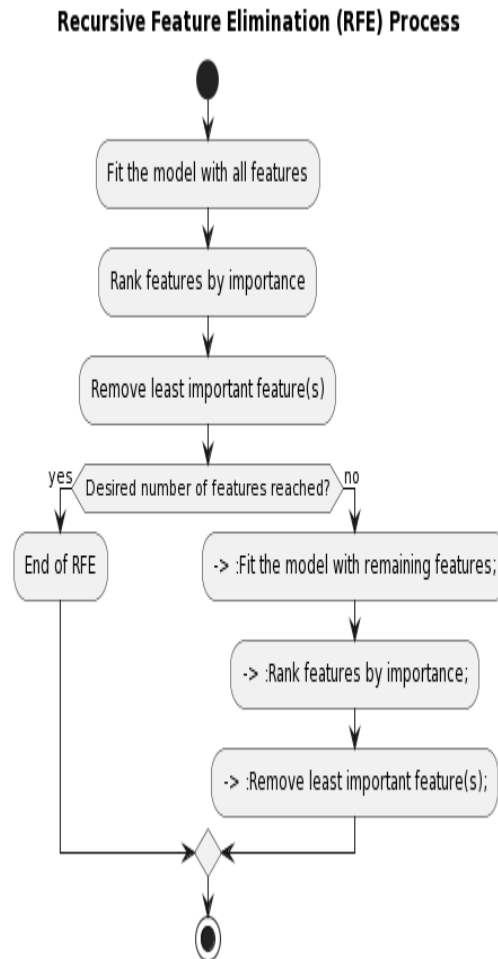 Recursive Feature Elimination (RFE) Process
Fit the model with all features
Rank features by importance
Remove least important feature(s)
yes
Desired number of features reached?
no
End of RFE
-> :Fit the model with remaining features;
-> :Rank features by importance;
-> :Remove least important feature(s);